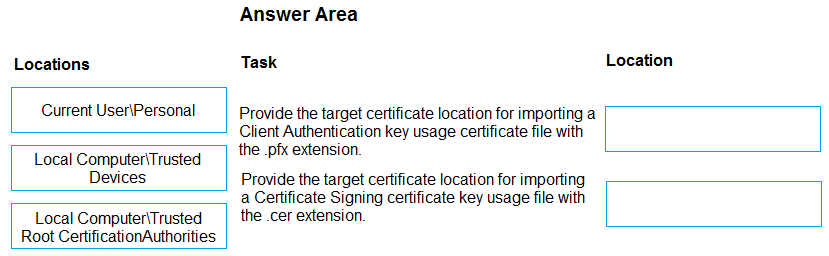 Answer Area
Locations
Task
Location
Current User\Personal
Local Computer\Trusted
Devices
Local Computer\Trusted
Root CertificationAuthorities
Provide the target certificate location for importing a
Client Authentication key usage certificate file with
the .pfx extension.
Provide the target certificate location for importing
a Certificate Signing certificate key usage file with
the .cer extension.